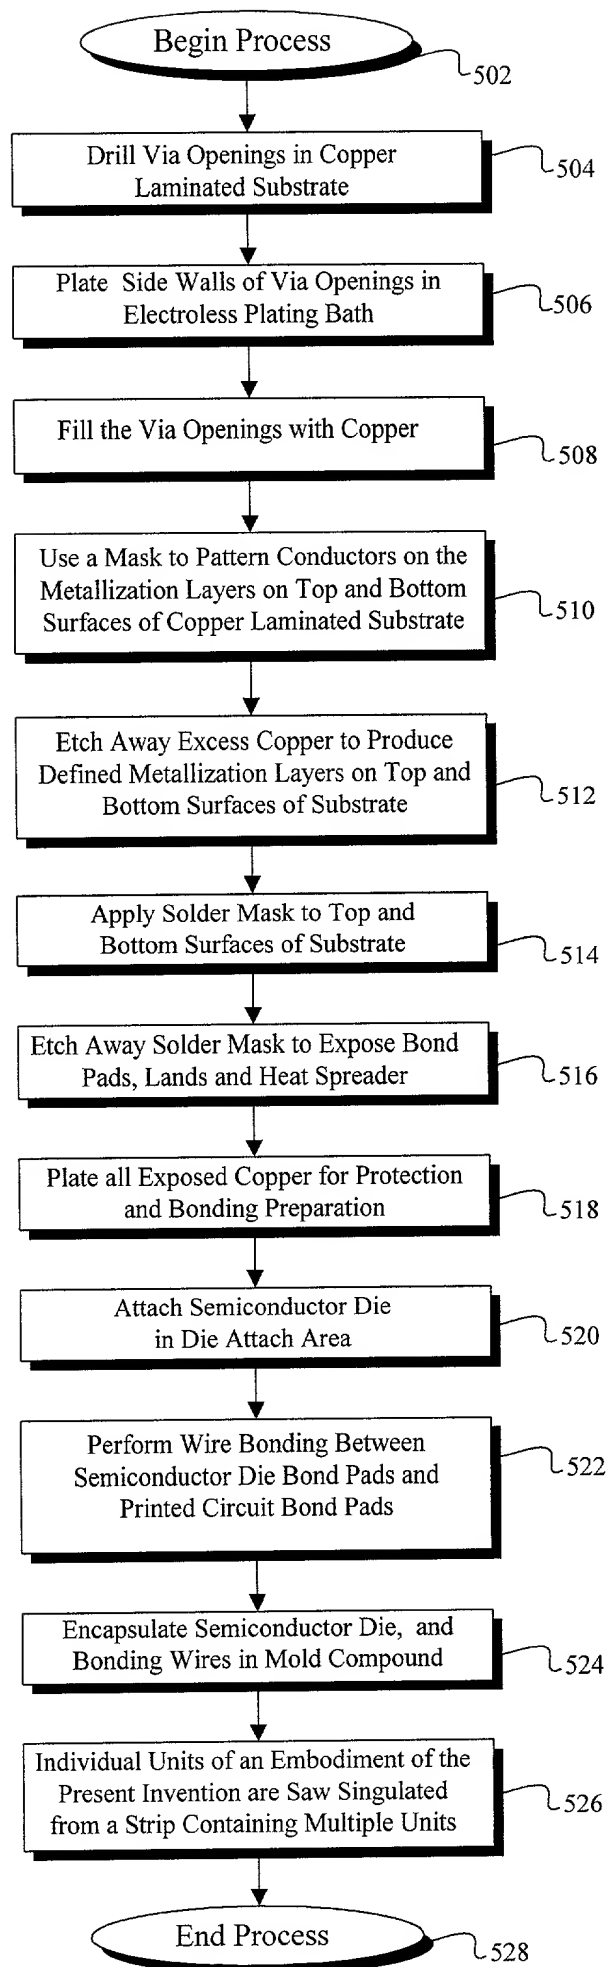 Begin Process
502
Drill Via Openings in Copper
Laminated Substrate
504
Plate Side Walls of Via Openings in
Electroless Plating Bath
506
Fill the Via Openings with Copper
508
Use a Mask to Pattern Conductors on the
Metallization Layers on Top and Bottom
Surfaces of Copper Laminated Substrate
510
Etch Away Excess Copper to Produce
Defined Metallization Layers on Top and
Bottom Surfaces of Substrate
512
Apply Solder Mask to Top and
Bottom Surfaces of Substrate
514
Etch Away Solder Mask to Expose Bond
Pads, Lands and Heat Spreader
516
Plate all Exposed Copper for Protection
and Bonding Preparation
518
Attach Semiconductor Die
in Die Attach Area
520
Perform Wire Bonding Between
Semiconductor Die Bond Pads and
Printed Circuit Bond Pads
522
Encapsulate Semiconductor Die, and
Bonding Wires in Mold Compound
524
Individual Units of an Embodiment of the
Present Invention are Saw Singulated
from a Strip Containing Multiple Units
526
End Process
528